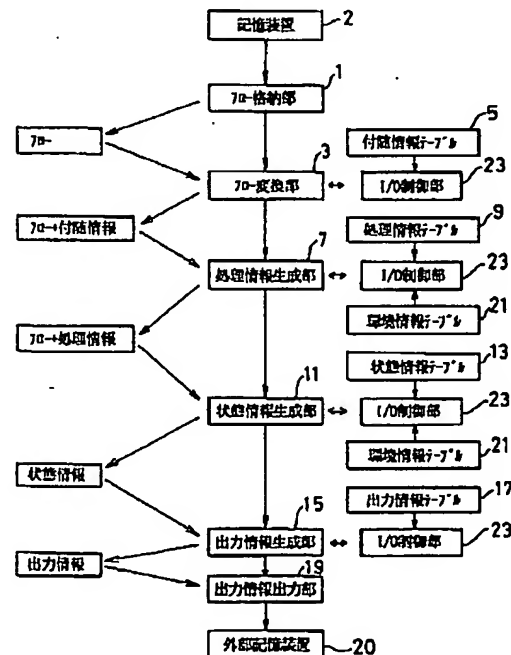 記憶装置
2
1
フロー格納部
フロー
5
付随情報テーブル
3
フロー変換部
23
I/O制御部
フロー+付随情報
9
処理情報テーブル
7
処理情報生成部
23
I/O制御部
環境情報テーブル
21
フロー+処理情報
13
状態情報テーブル
11
状態情報生成部
23
I/O制御部
環境情報テーブル
21
状態情報
17
出力情報テーブル
15
出力情報生成部
23
I/O制御部
出力情報
19
出力情報出力部
外部記憶装置
20